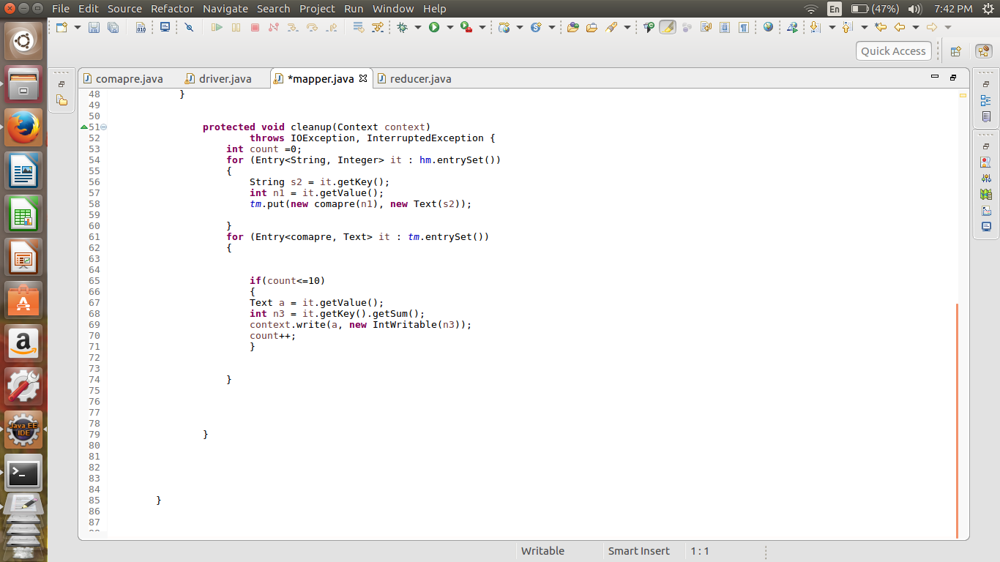 File Edit Source Refactor Navigate Search Project Run Window Help En (47%) 7:42 PM
010
Quick Access
comapre.java driver.java *mapper.java reducer.java
48 }
49
50
51 protected void cleanup(Context context)
52 throws IOException, InterruptedException {
53 int count =0;
54 for (Entry<String, Integer> it : hm.entrySet())
55 {
56 String s2 = it.getKey();
57 int n1 = it.getValue();
58 tm.put(new comapre(n1), new Text(s2));
59
60 }
61 for (Entry<comapre, Text> it : tm.entrySet())
62 {
63
64
65 if(count<=10)
66 {
67 Text a = it.getValue();
68 int n3 = it.getKey().getSum();
69 context.write(a, new IntWritable(n3));
70 count++;
71 }
72
73
74 }
75
76
77
78
79 }
80
81
82
83
84
85 }
86
87
Java EE
IDE
Writable Smart Insert 1 : 1